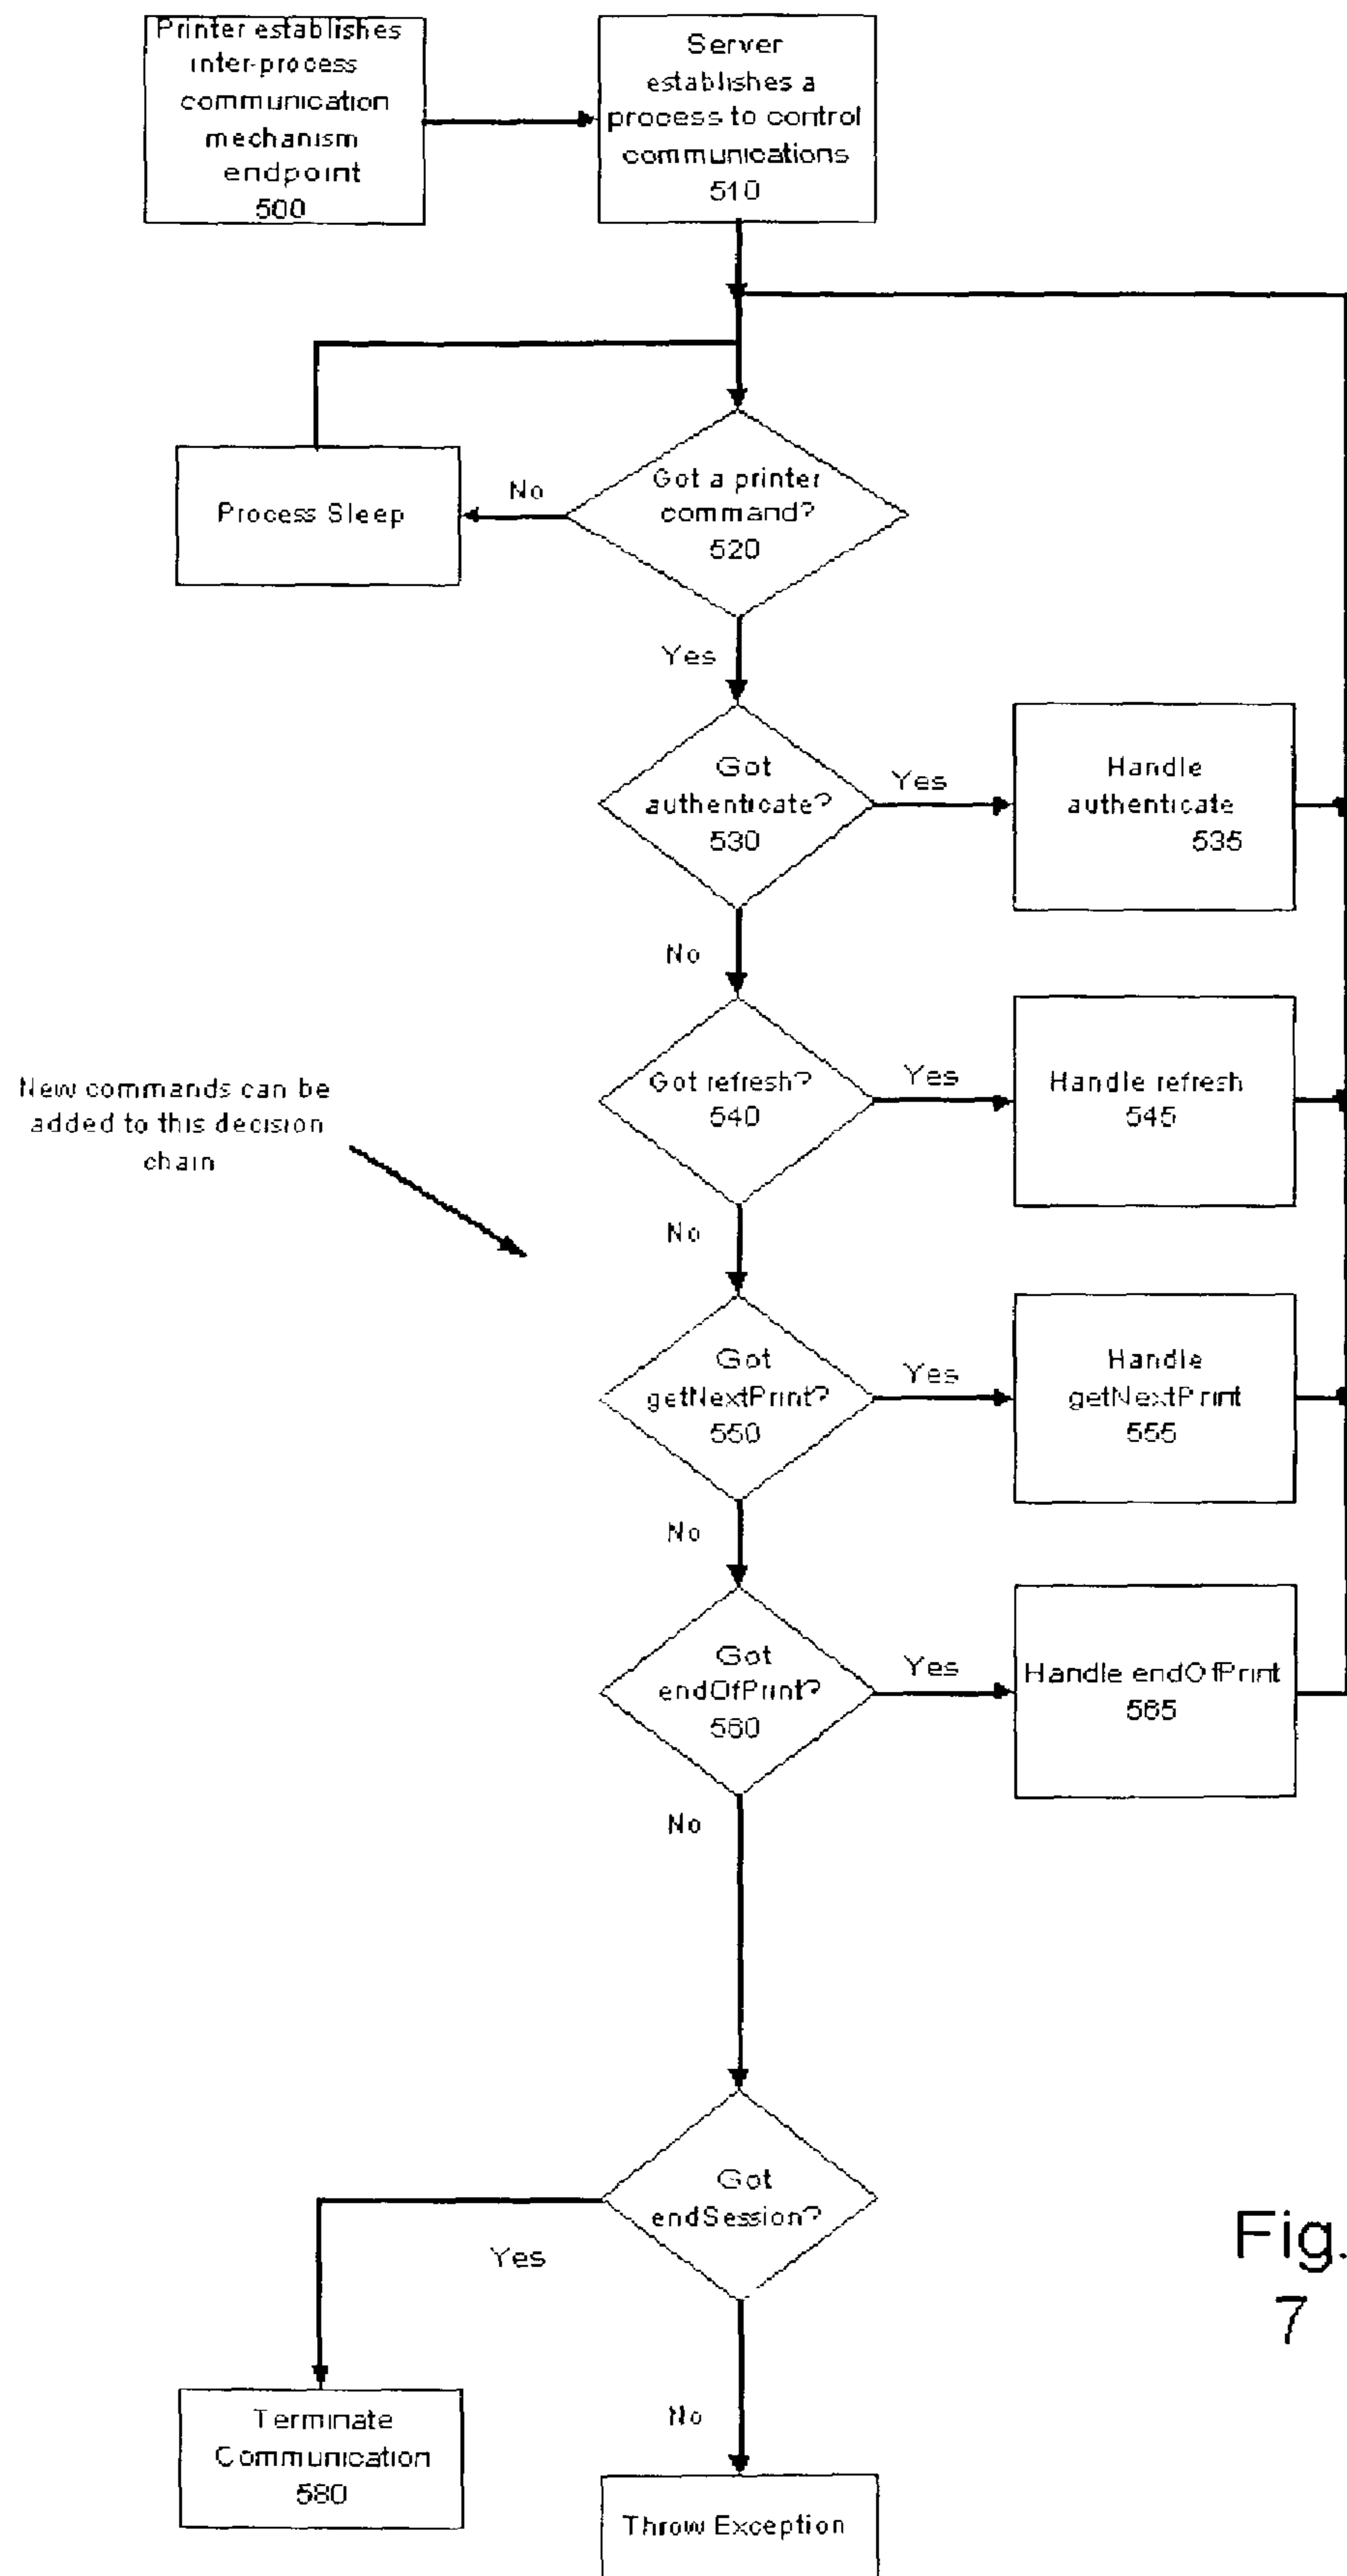 Printer establishes
inter-process
communication
mechanism
endpoint
500
Server
establishes a
process to control
communications
510
Got a printer
command?
520
No
Process Sleep
Yes
Got
authenticate?
530
Yes
Handle
authenticate
535
No
Got refresh?
540
Yes
Handle refresh
545
New commands can be
added to this decision
chain
No
Got
getNextPrint?
550
Yes
Handle
getNextPrint
555
No
Got
endOfPrint?
560
Yes
Handle endOfPrint
565
No
Got
endSession?
Yes
Terminate
Communication
580
No
Throw Exception
Fig.
7